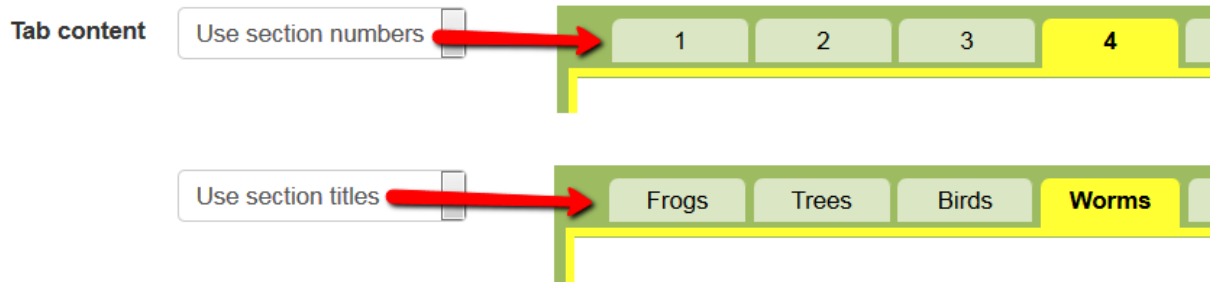 Tab content Use section numbers 1 2 3 4
Use section titles Frogs Trees Birds Worms